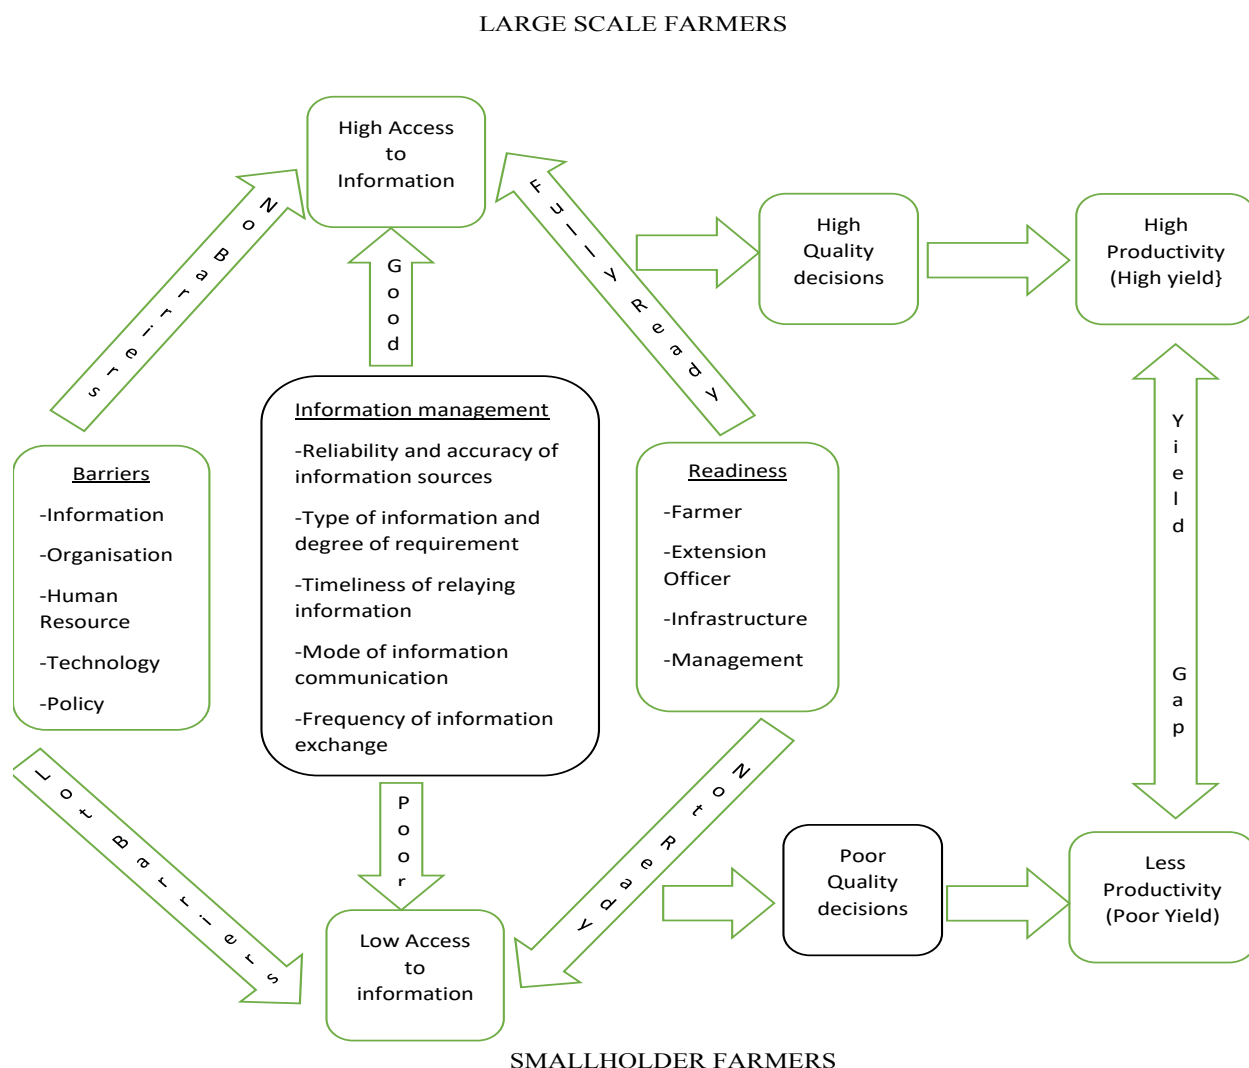 LARGE SCALE FARMERS
High Access
to
Information
No Barriers
Good
Fully Ready
High
Quality
decisions
High
Productivity
(High yield}
Barriers
-Information
-Organisation
-Human
Resource
-Technology
-Policy
Information management
-Reliability and accuracy of
information sources
-Type of information and
degree of requirement
-Timeliness of relaying
information
-Mode of information
communication
-Frequency of information
exchange
Readiness
-Farmer
-Extension
Officer
-Infrastructure
-Management
Yield Gap
Lot Barriers
Poor
Not Ready
Low Access
to
information
Poor
Quality
decisions
Less
Productivity
(Poor Yield)
SMALLHOLDER FARMERS